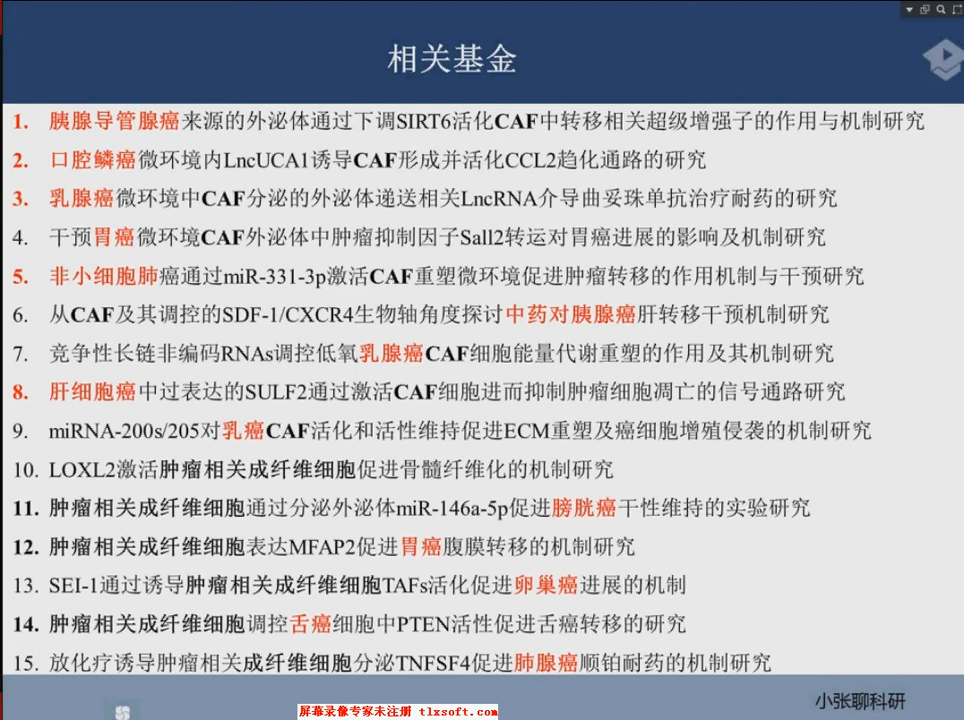 相关基金
1. 胰腺导管腺癌来源的外泌体通过下调SIRT6活化CAF中转移相关超级增强子的作用与机制研究
2. 口腔鳞癌微环境内LncUCA1诱导CAF形成并活化CCL2趋化通路的研究
3. 乳腺癌微环境中CAF分泌的外泌体递送相关LncRNA介导曲妥珠单抗治疗耐药的研究
4. 干预胃癌微环境CAF外泌体中肿瘤抑制因子Sall2转运对胃癌进展的影响及机制研究
5. 非小细胞肺癌通过miR-331-3p激活CAF重塑微环境促进肿瘤转移的作用机制与干预研究
6. 从CAF及其调控的SDF-1/CXCR4生物轴角度探讨中药对胰腺癌肝转移干预机制研究
7. 竞争性长链非编码RNAs调控低氧乳腺癌CAF细胞能量代谢重塑的作用及其机制研究
8. 肝细胞癌中过表达的SULF2通过激活CAF细胞进而抑制肿瘤细胞凋亡的信号通路研究
9. miRNA-200s/205对乳癌CAF活化和活性维持促进ECM重塑及癌细胞增殖侵袭的机制研究
10. LOXL2激活肿瘤相关成纤维细胞促进骨髓纤维化的机制研究
11. 肿瘤相关成纤维细胞通过分泌外泌体miR-146a-5p促进膀胱癌干性维持的实验研究
12. 肿瘤相关成纤维细胞表达MFAP2促进胃癌腹膜转移的机制研究
13. SEI-1通过诱导肿瘤相关成纤维细胞TAFs活化促进卵巢癌进展的机制
14. 肿瘤相关成纤维细胞调控舌癌细胞中PTEN活性促进舌癌转移的研究
15. 放化疗诱导肿瘤相关成纤维细胞分泌TNFSF4促进肺腺癌顺铂耐药的机制研究
小张聊科研
屏幕录像专家未注册 tlxsoft.com